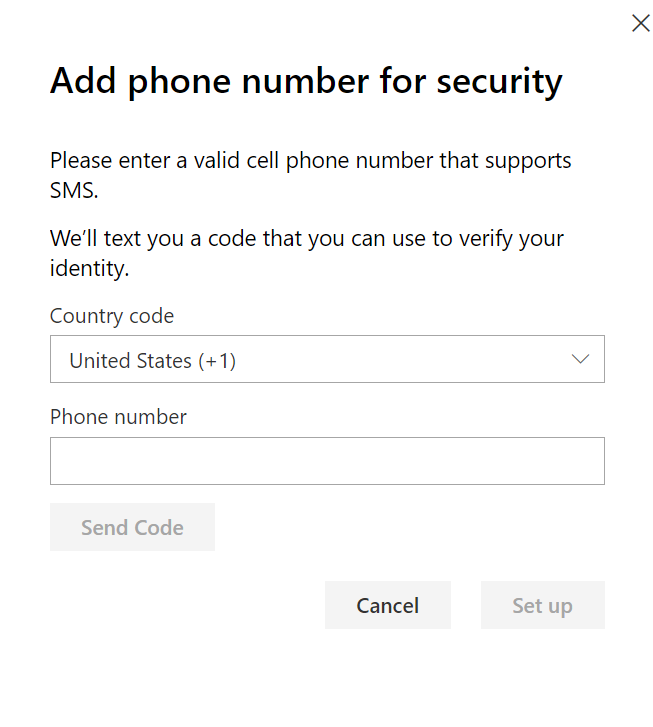 Add phone number for security
Please enter a valid cell phone number that supports
SMS.
We’ll text you a code that you can use to verify your
identity.
Country code
United States (+1)
Phone number
Send Code
Cancel
Set up